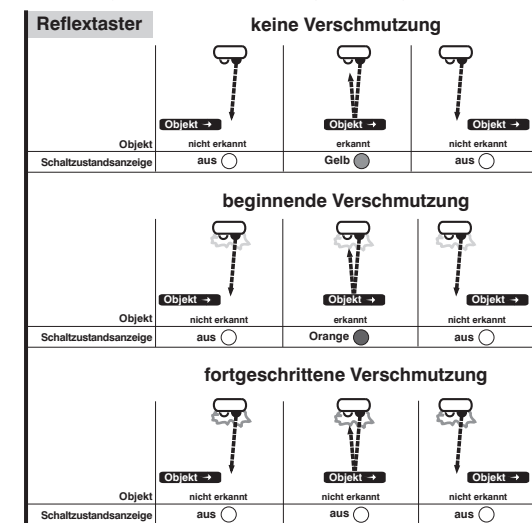 Reflextaster keine Verschmutzung
Objekt → Objekt → Objekt →
Objekt nicht erkannt erkannt nicht erkannt
Schaltzustandsanzeige aus Gelb aus
beginnende Verschmutzung
Objekt → Objekt → Objekt →
Objekt nicht erkannt erkannt nicht erkannt
Schaltzustandsanzeige aus Orange aus
fortgeschrittene Verschmutzung
Objekt → Objekt → Objekt →
Objekt nicht erkannt nicht erkannt nicht erkannt
Schaltzustandsanzeige aus aus aus